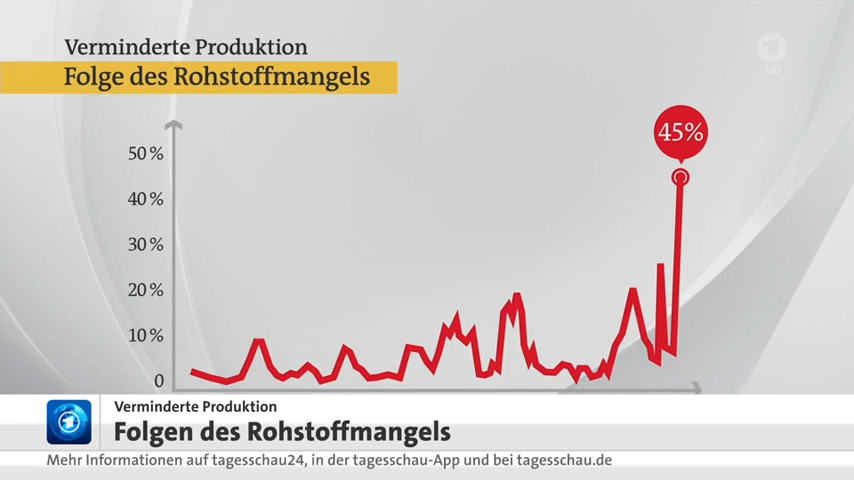 Verminderte Produktion
Folge des Rohstoffmangels
HD
45%
50 %
40 %
30 %
20 %
10 %
0
Verminderte Produktion
Folgen des Rohstoffmangels
Mehr Informationen auf tagesschau24, in der tagesschau-App und bei tagesschau.de